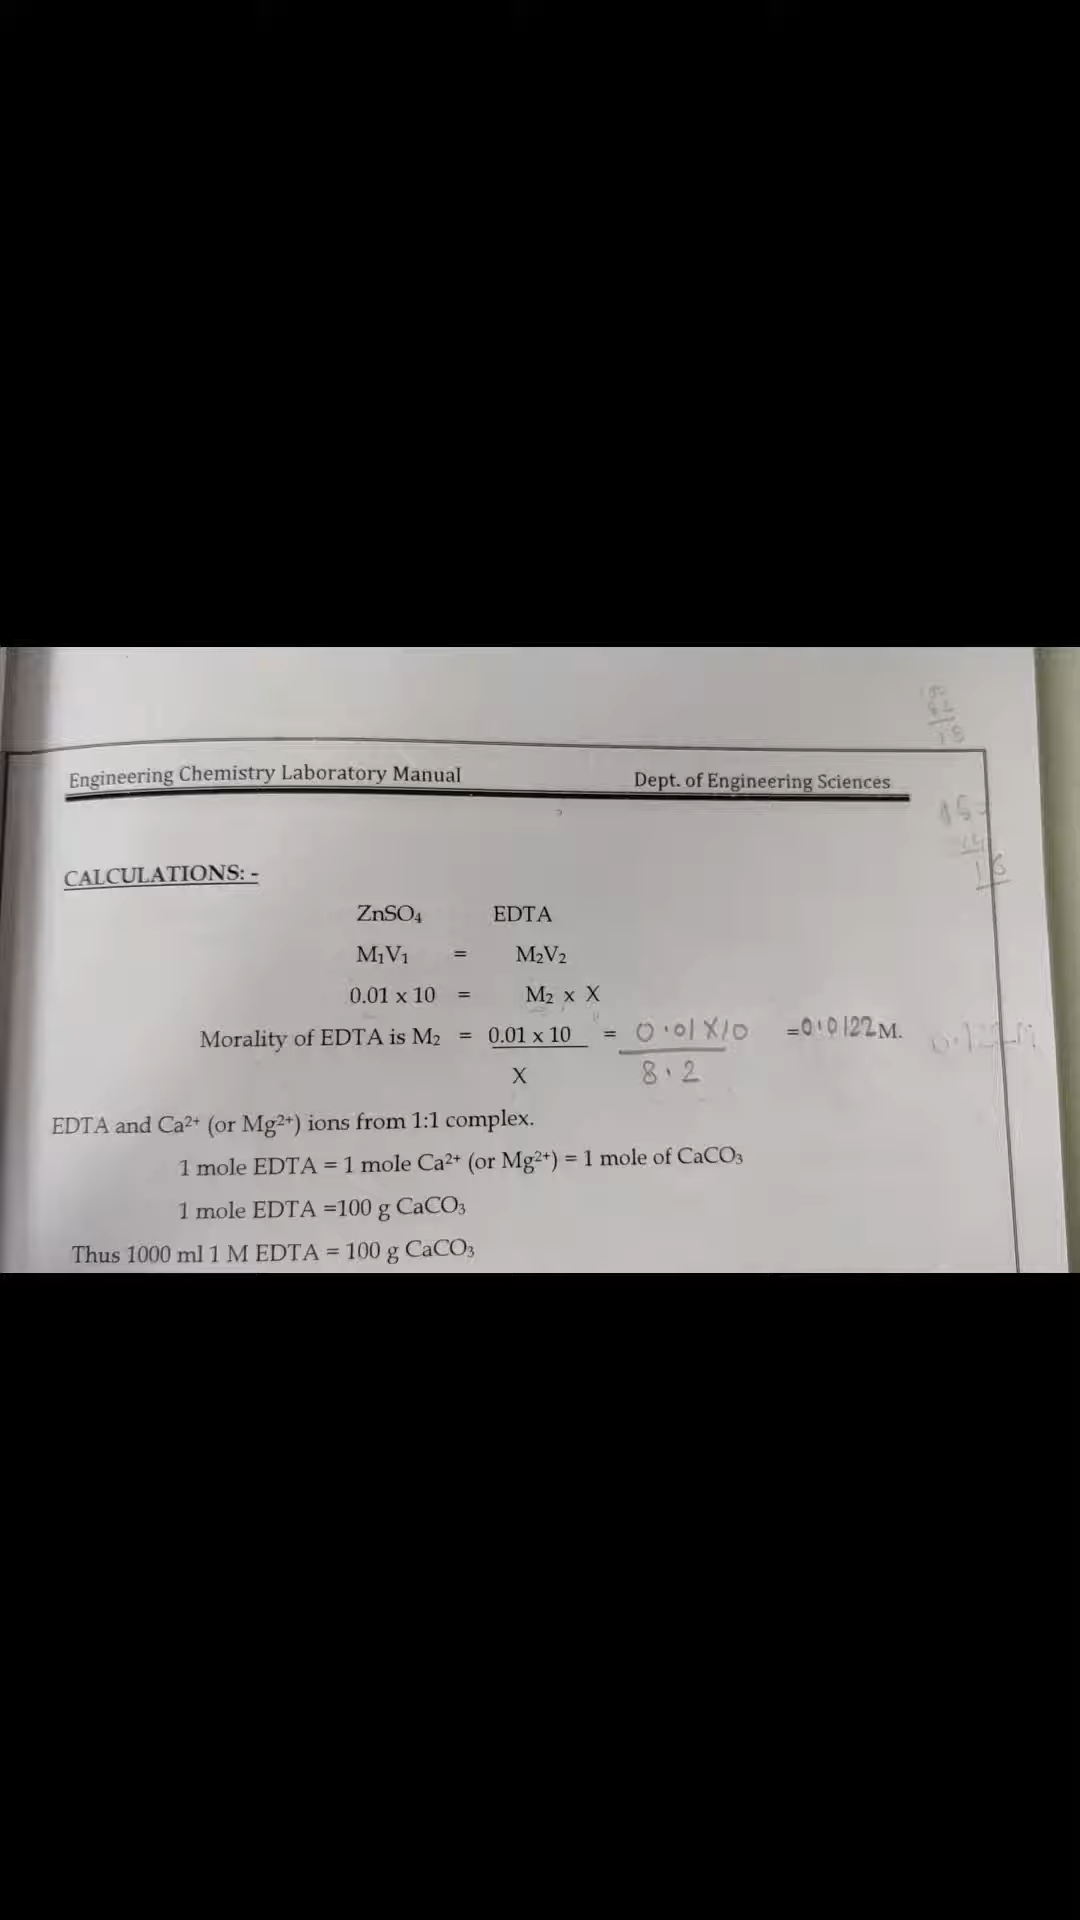 Engineering Chemistry Laboratory Manual Dept. of Engineering Sciences
CALCULATIONS: -
ZnSO₄ EDTA
M₁V₁ = M₂V₂
0.01 x 10 = M₂ x X
Morality of EDTA is M₂ = 0.01 x 10 = 0.01 X 10 = 0.0122 M.
X 8.2
EDTA and Ca²⁺ (or Mg²⁺) ions from 1:1 complex.
1 mole EDTA = 1 mole Ca²⁺ (or Mg²⁺) = 1 mole of CaCO₃
1 mole EDTA =100 g CaCO₃
Thus 1000 ml 1 M EDTA = 100 g CaCO₃